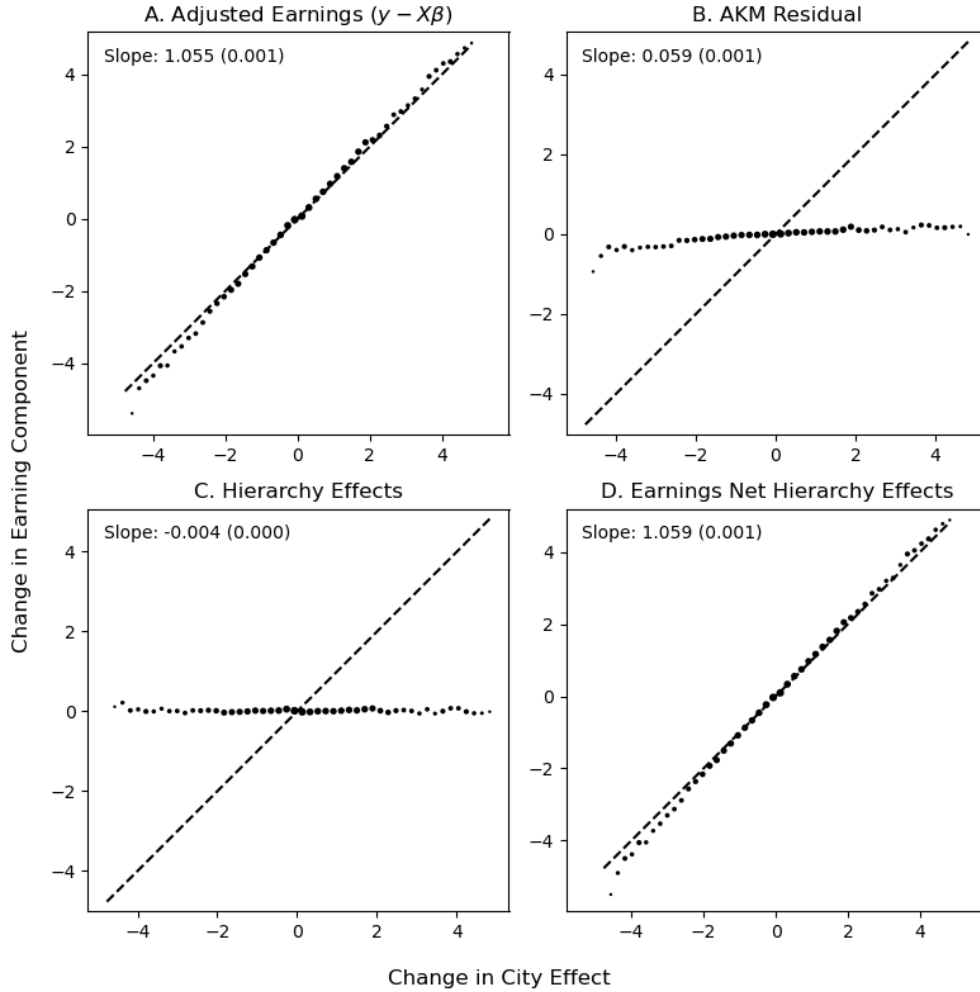 A. Adjusted Earnings (y − Xβ)
Slope: 1.055 (0.001)
4
2
0
−2
−4
−4 −2 0 2 4
B. AKM Residual
Slope: 0.059 (0.001)
4
2
0
−2
−4
−4 −2 0 2 4
C. Hierarchy Effects
Slope: -0.004 (0.000)
4
2
0
−2
−4
−4 −2 0 2 4
D. Earnings Net Hierarchy Effects
Slope: 1.059 (0.001)
4
2
0
−2
−4
−4 −2 0 2 4
Change in Earning Component
Change in City Effect